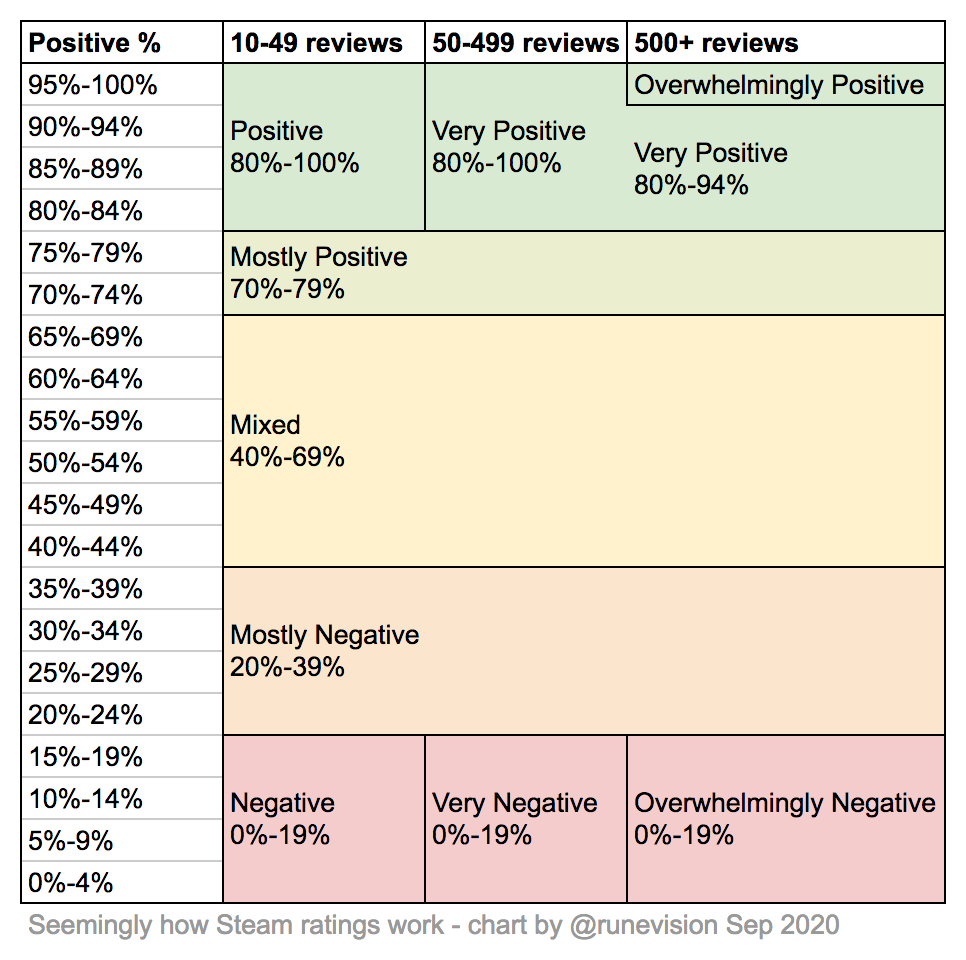 Positive % 10-49 reviews 50-499 reviews 500+ reviews
95%-100% Overwhelmingly Positive
90%-94%
85%-89%
80%-84%
Positive
80%-100%
Very Positive
80%-100%
Very Positive
80%-94%
75%-79%
70%-74%
Mostly Positive
70%-79%
65%-69%
60%-64%
55%-59%
50%-54%
45%-49%
40%-44%
Mixed
40%-69%
35%-39%
30%-34%
25%-29%
20%-24%
Mostly Negative
20%-39%
15%-19%
10%-14%
5%-9%
0%-4%
Negative
0%-19%
Very Negative
0%-19%
Overwhelmingly Negative
0%-19%
Seemingly how Steam ratings work - chart by @runevision Sep 2020